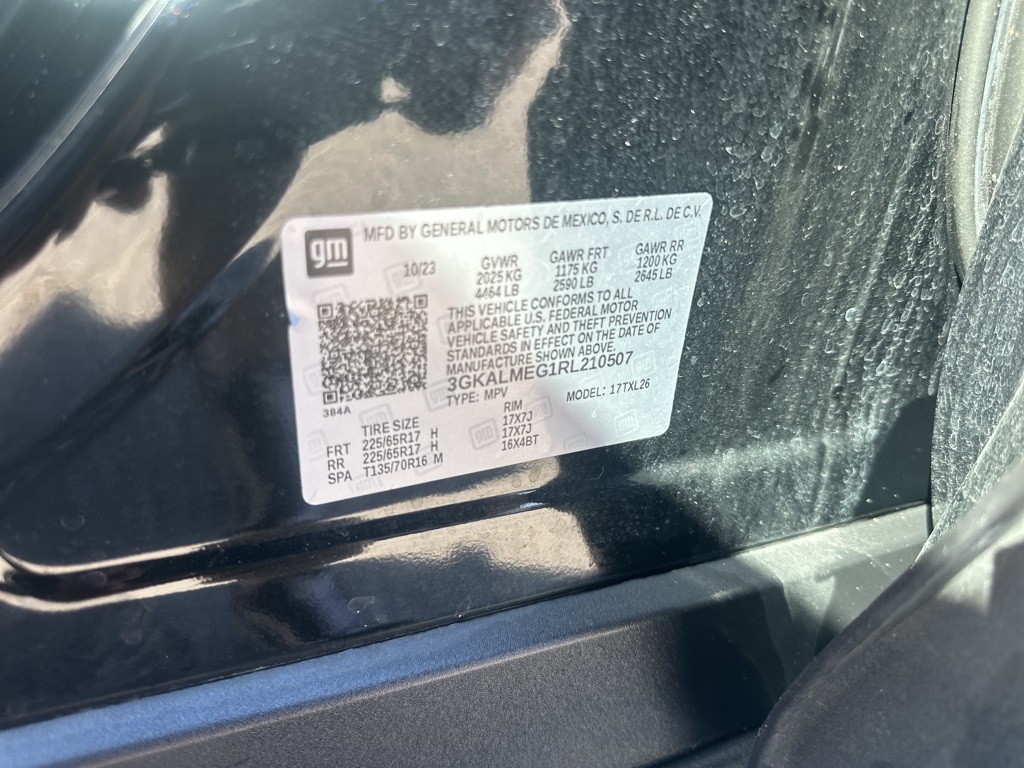 gm MFD BY GENERAL MOTORS DE MEXICO, S. DE R.L. DE C.V.
10/23 GVWR GAWR FRT GAWR RR
2025 KG 1175 KG 1200 KG
4464 LB 2590 LB 2645 LB
THIS VEHICLE CONFORMS TO ALL
APPLICABLE U.S. FEDERAL MOTOR
VEHICLE SAFETY AND THEFT PREVENTION
STANDARDS IN EFFECT ON THE DATE OF
MANUFACTURE SHOWN ABOVE.
3GKALMEG1RL210507
TYPE: MPV MODEL: 17TXL26
384A
TIRE SIZE RIM
FRT 225/65R17 H 17X7J
RR 225/65R17 H 17X7J
SPA T135/70R16 M 16X4BT